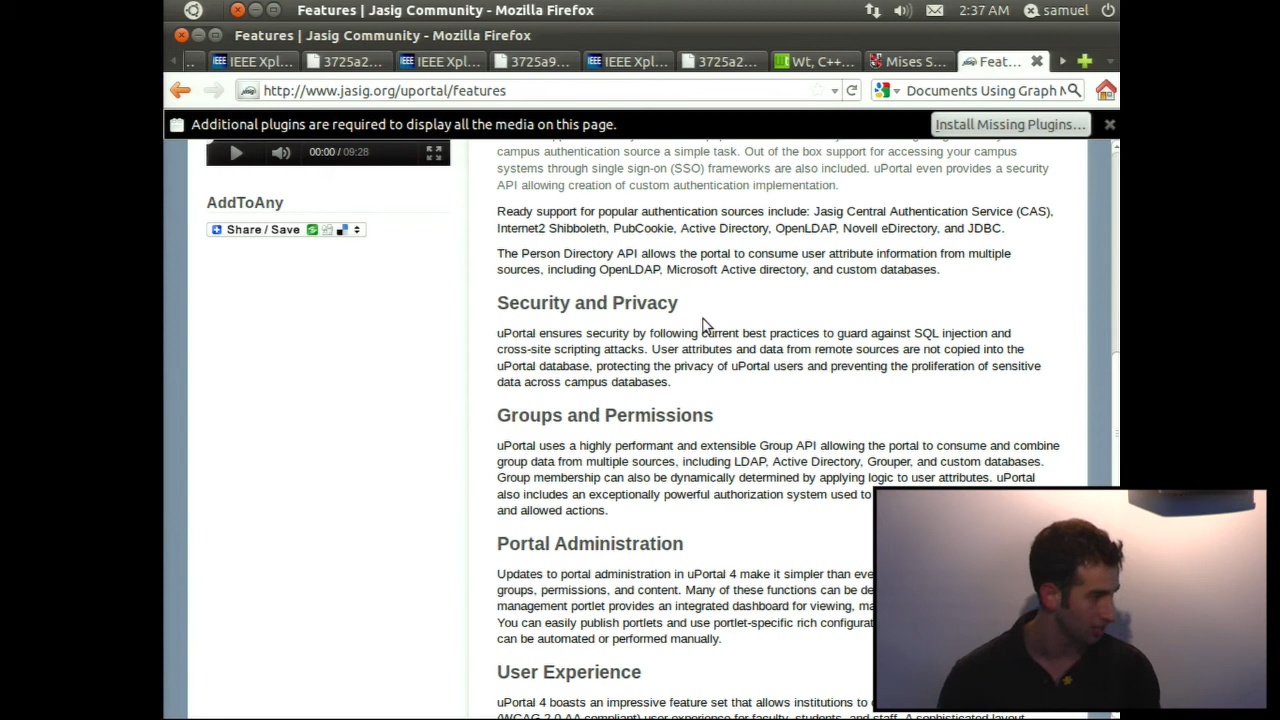 Features | Jasig Community - Mozilla Firefox
2:37 AM
samuel
Features | Jasig Community - Mozilla Firefox
..
IEEE Xpl...
3725a2...
IEEE Xpl...
3725a9...
IEEE Xpl...
3725a2...
Wt, C++...
Mises S...
Feat...
http://www.jasig.org/uportal/features
Documents Using Graph
Additional plugins are required to display all the media on this page.
Install Missing Plugins...
00:00 / 09:28
AddToAny
Share / Save
campus authentication source a simple task. Out of the box support for accessing your campus
systems through single sign-on (SSO) frameworks are also included. uPortal even provides a security
API allowing creation of custom authentication implementation.
Ready support for popular authentication sources include: Jasig Central Authentication Service (CAS),
Internet2 Shibboleth, PubCookie, Active Directory, OpenLDAP, Novell eDirectory, and JDBC.
The Person Directory API allows the portal to consume user attribute information from multiple
sources, including OpenLDAP, Microsoft Active directory, and custom databases.
Security and Privacy
uPortal ensures security by following current best practices to guard against SQL injection and
cross-site scripting attacks. User attributes and data from remote sources are not copied into the
uPortal database, protecting the privacy of uPortal users and preventing the proliferation of sensitive
data across campus databases.
Groups and Permissions
uPortal uses a highly performant and extensible Group API allowing the portal to consume and combine
group data from multiple sources, including LDAP, Active Directory, Grouper, and custom databases.
Group membership can also be dynamically determined by applying logic to user attributes. uPortal
also includes an exceptionally powerful authorization system used to
and allowed actions.
Portal Administration
Updates to portal administration in uPortal 4 make it simpler than eve
groups, permissions, and content. Many of these functions can be de
management portlet provides an integrated dashboard for viewing, ma
You can easily publish portlets and use portlet-specific rich configurat
can be automated or performed manually.
User Experience
uPortal 4 boasts an impressive feature set that allows institutions to
(WCAG 2.0 AA compliant) user experience for faculty, students, and staff. A sophisticated layout